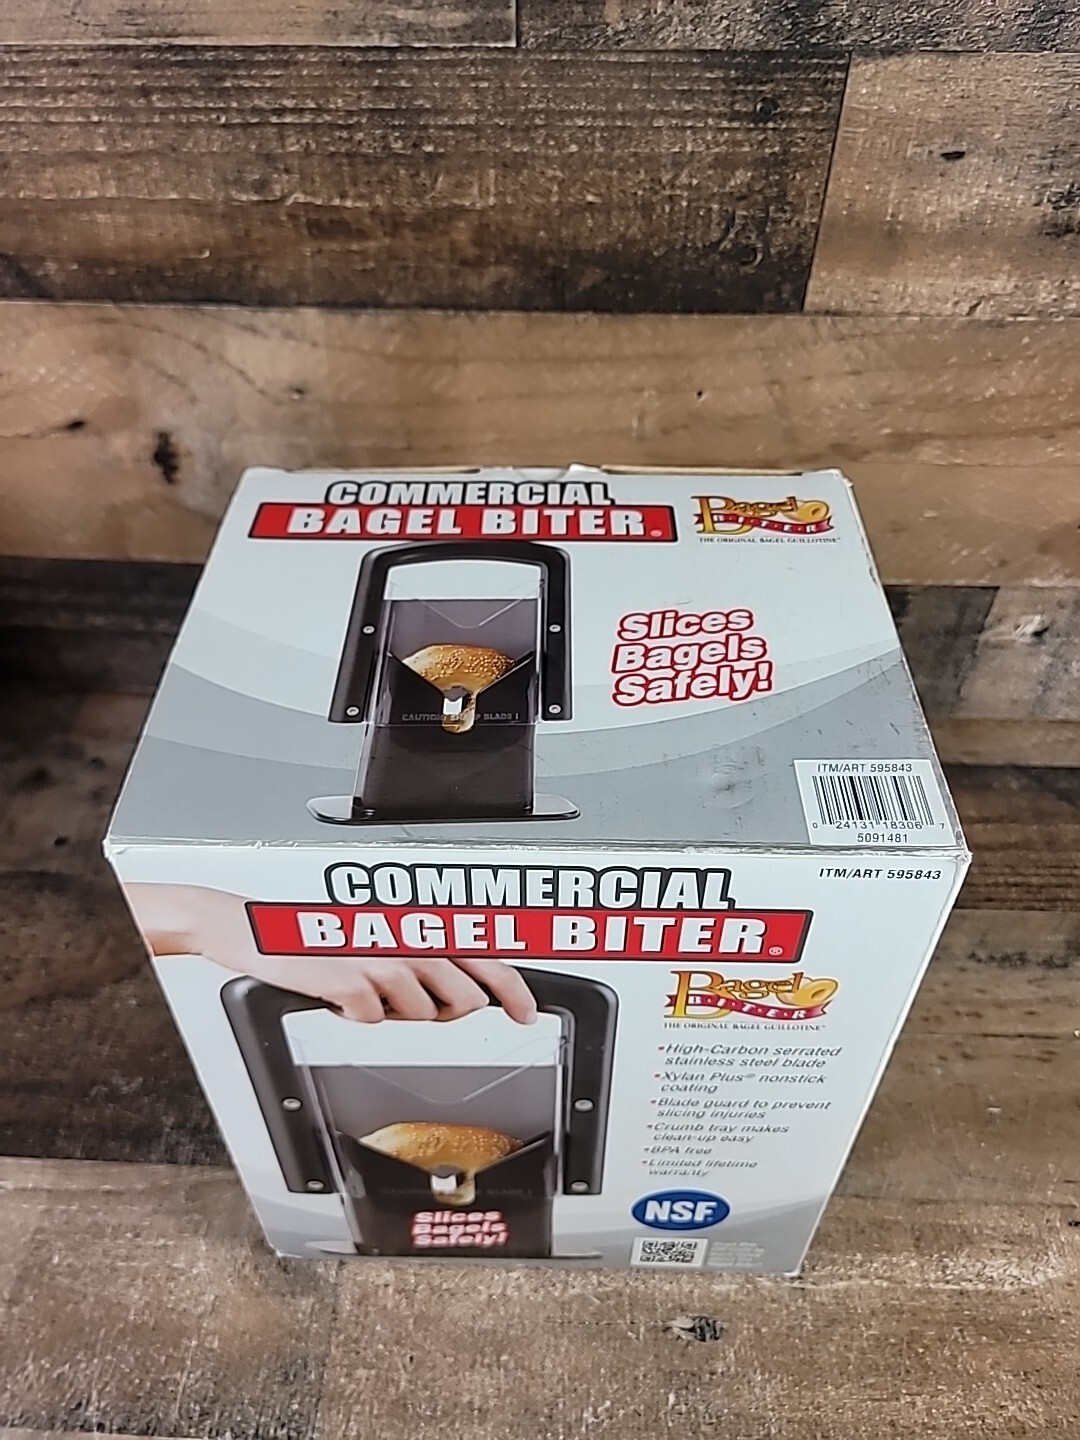 COMMERCIAL
BAGEL BITER®
Bagel
BITER
THE ORIGINAL BAGEL GUILLOTINE®
Slices
Bagels
Safely!
CAUTION! SHARP BLADE!
ITM/ART 595843
0 24131 18306 7
5091481
COMMERCIAL
BAGEL BITER®
ITM/ART 595843
Bagel
BITER
THE ORIGINAL BAGEL GUILLOTINE®
•High-Carbon serrated
stainless steel blade
•Xylan Plus® nonstick
coating
•Blade guard to prevent
slicing injuries
•Crumb tray makes
clean-up easy
•BPA free
•Limited lifetime
warranty
Slices
Bagels
Safely!
NSF®